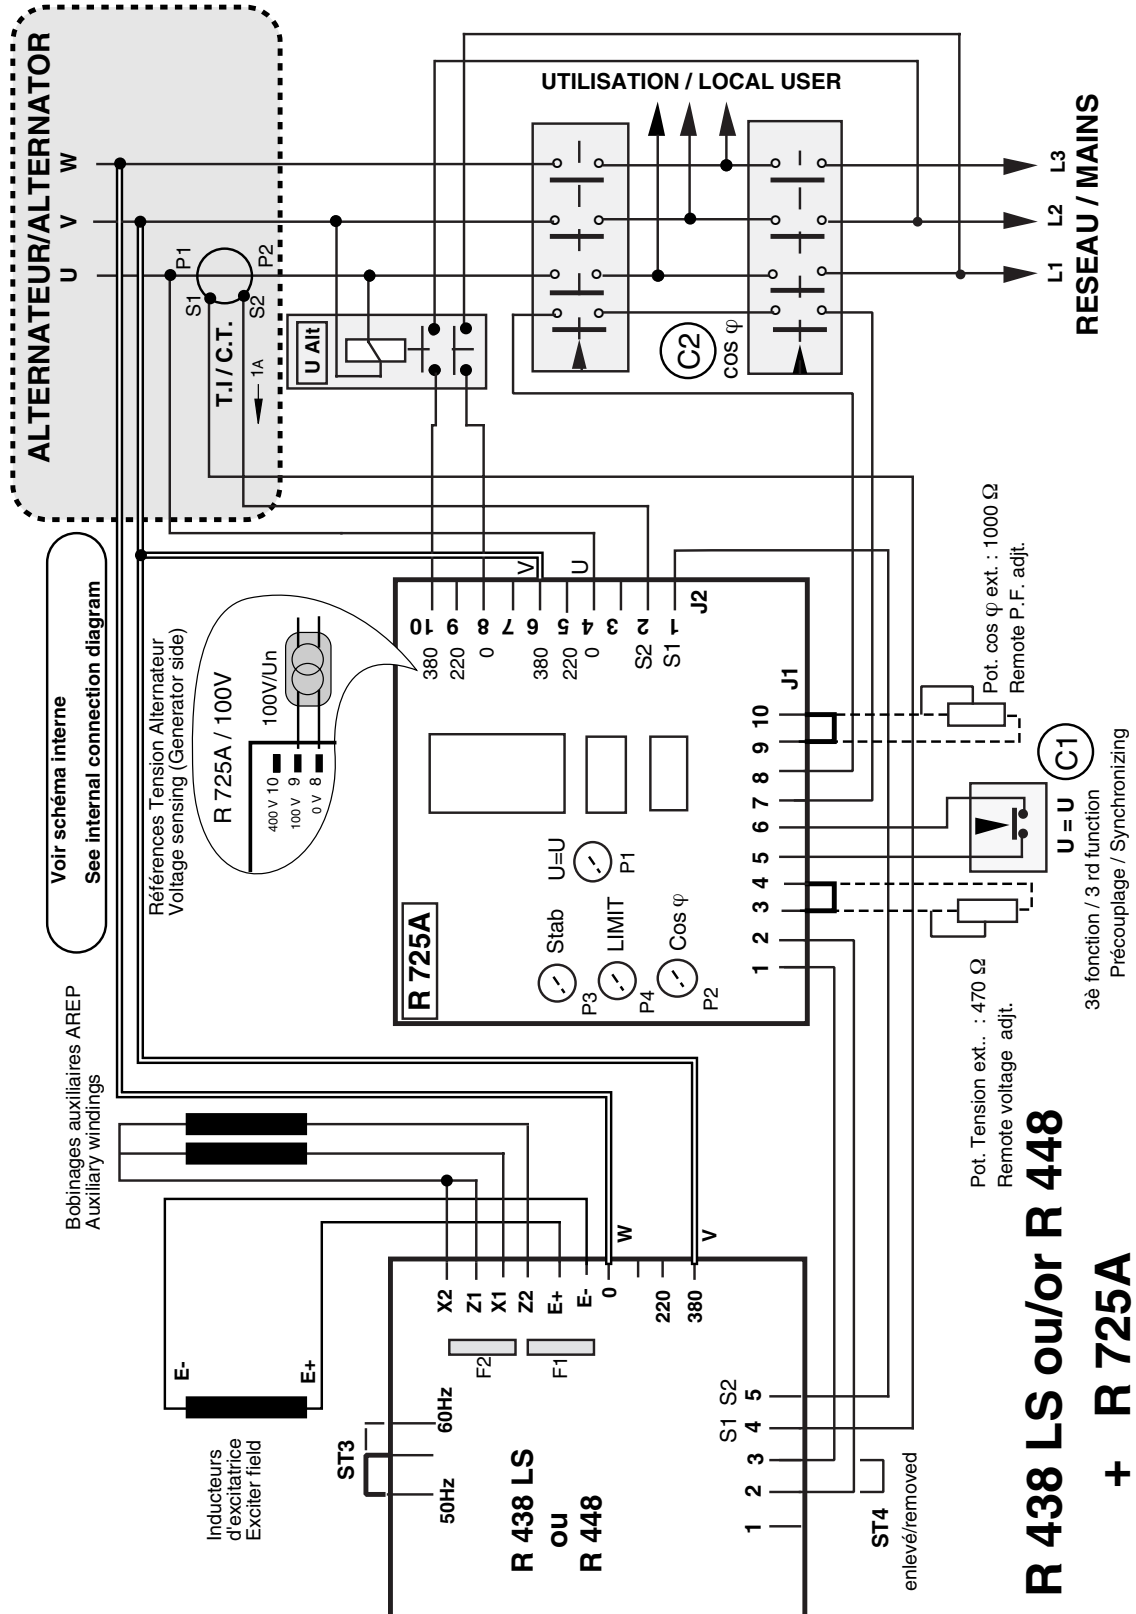 ALTERNATEUR/ALTERNATOR
U
V
W
P1
P2
S1
S2
T.I / C.T.
1A
U Alt
UTILISATION / LOCAL USER
C2
cos φ
L1
L2
L3
RESEAU / MAINS
Voir schéma interne
See internal connection diagram
Références Tension Alternateur
Voltage sensing (Generator side)
R 725A / 100V
100V/Un
400 V 10
100 V 9
0 V 8
R 725A
J2
10
9
8
7
6
5
4
3
2
1
380
220
0
380
220
0
S2
S1
V
U
U=U
P1
Stab
P3
LIMIT
P4
Cos φ
P2
J1
1
2
3
4
5
6
7
8
9
10
Pot. cos φ ext. : 1000 Ω
Remote P.F. adjt.
C1
U = U
3è fonction / 3 rd function
Précouplage / Synchronizing
Pot. Tension ext.. : 470 Ω
Remote voltage adjt.
Bobinages auxiliaires AREP
Auxiliary windings
Inducteurs
d'excitatrice
Exciter field
E-
E+
X2
Z1
X1
Z2
E+
E-
0
220
380
W
V
F2
F1
ST3
50Hz
60Hz
R 438 LS
ou
R 448
S1 S2
1
2
3
4
5
ST4
enlevé/removed
R 438 LS ou/or R 448
+ R 725A